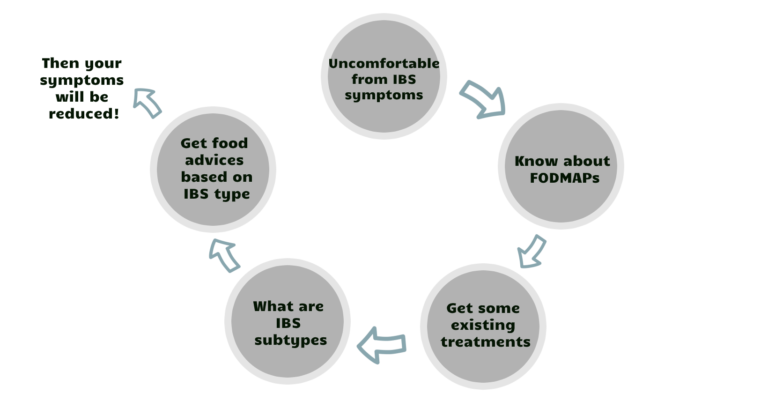 Uncomfortable
from IBS
symptoms
Know about
FODMAPs
Get some
existing
treatments
What are
IBS
subtypes
Get food
advices
based on
IBS type
Then your
symptoms
will be
reduced!